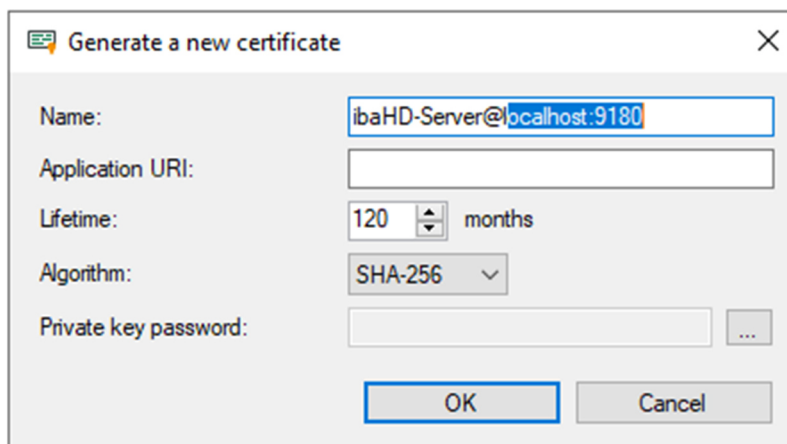 Generate a new certificate
Name: ibaHD-Server@localhost:9180
Application URI:
Lifetime: 120 months
Algorithm: SHA-256
Private key password: ...
OK Cancel